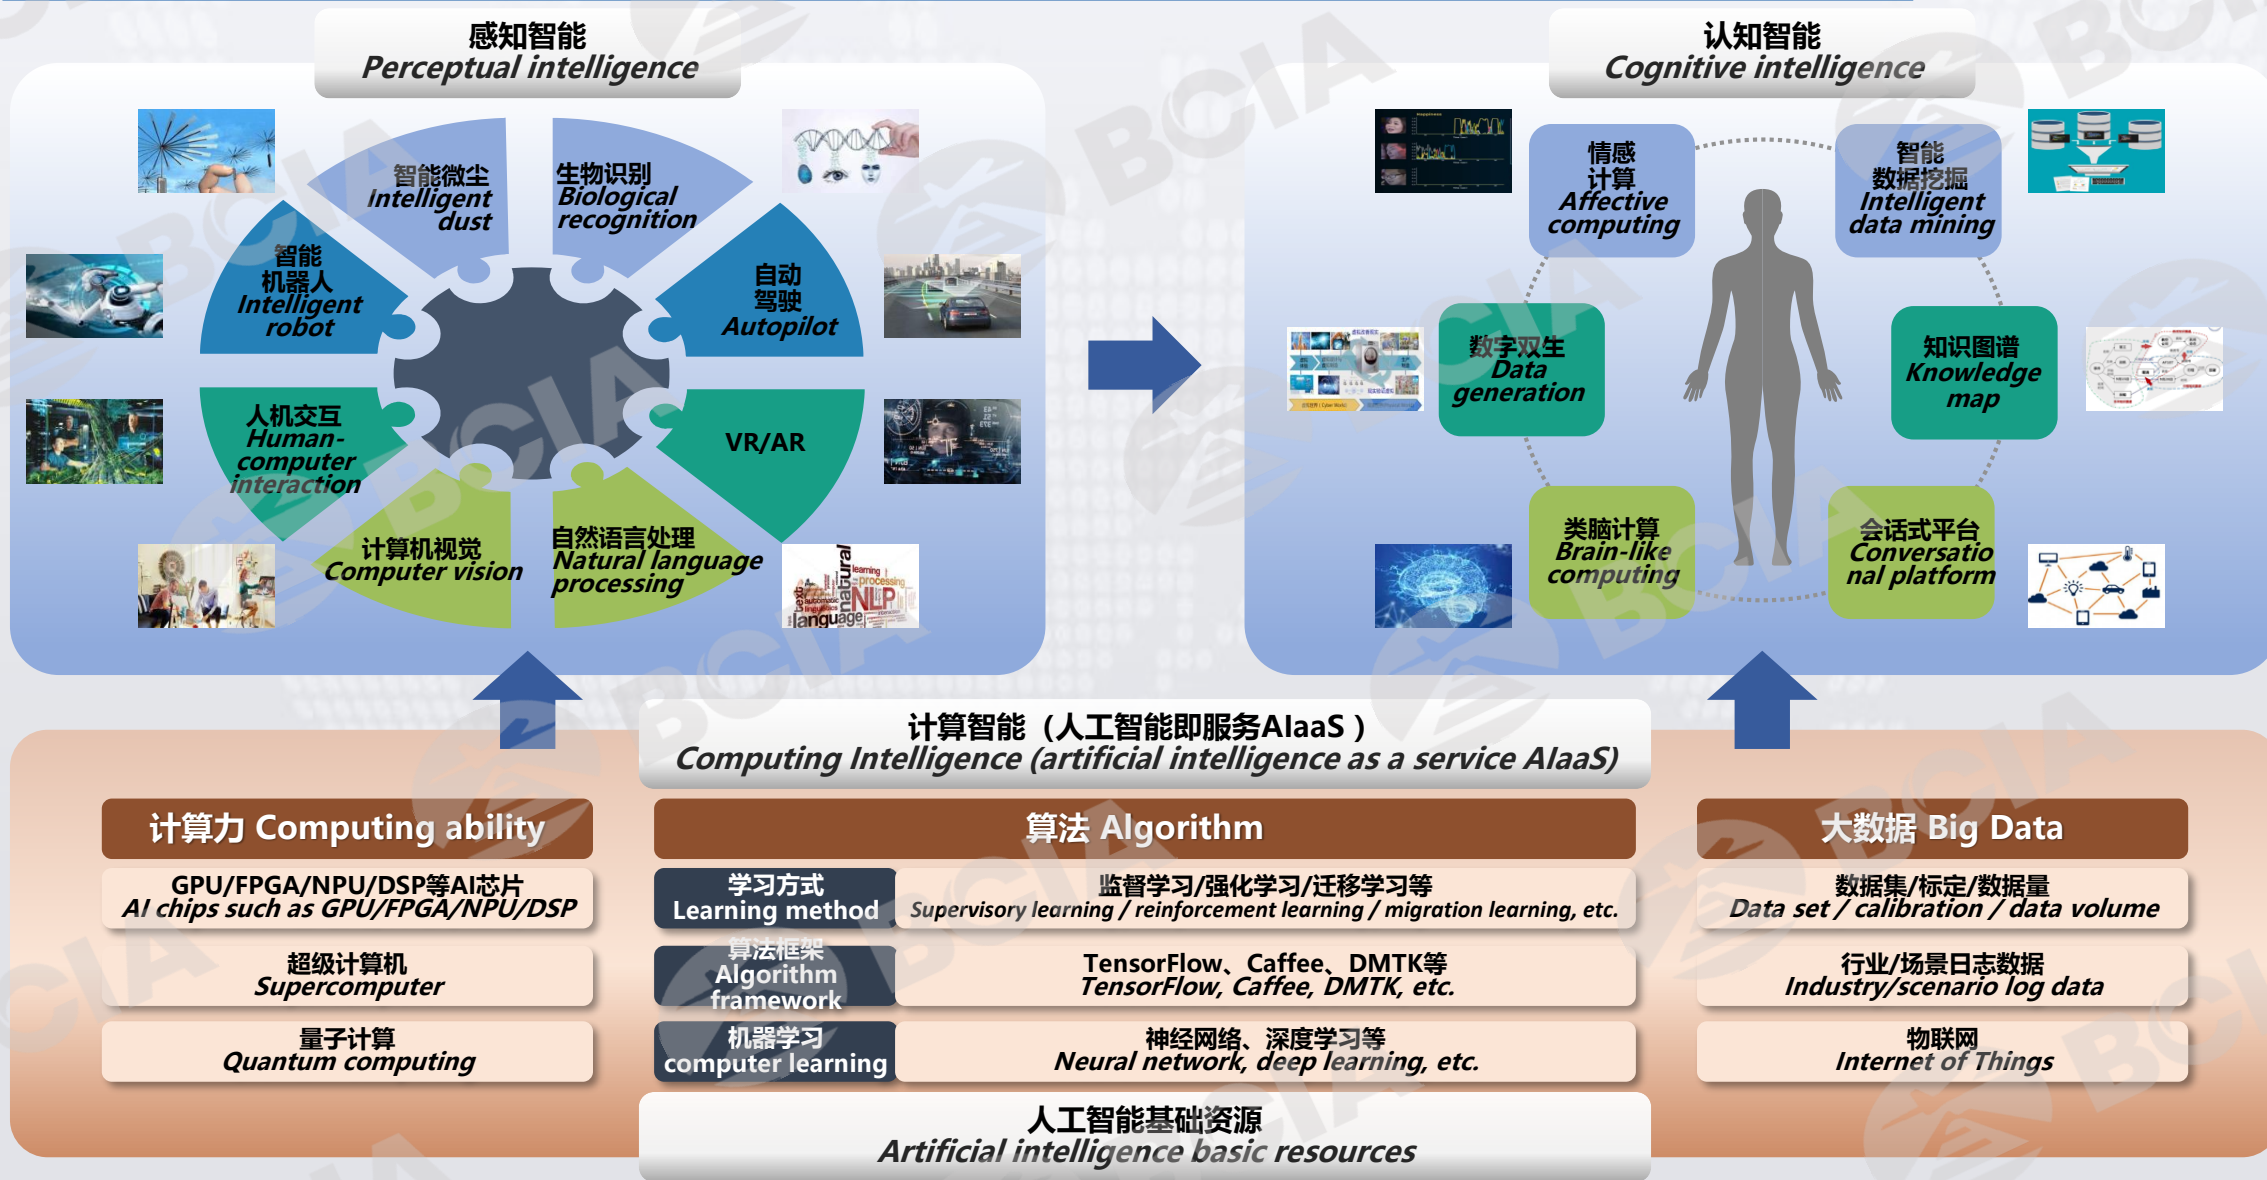 感知智能
Perceptual intelligence
智能微尘
Intelligent
dust
生物识别
Biological
recognition
智能
机器人
Intelligent
robot
自动
驾驶
Autopilot
人机交互
Human-
computer
interaction
VR/AR
计算机视觉
Computer vision
自然语言处理
Natural language
processing
natural
learning
processing
text
automatic
linguistics
NLP
language
认知智能
Cognitive intelligence
情感
计算
Affective
computing
智能
数据挖掘
Intelligent
data mining
数字双生
Data
generation
知识图谱
Knowledge
map
类脑计算
Brain-like
computing
会话式平台
Conversatio
nal platform
计算智能（人工智能即服务AIaaS ）
Computing Intelligence (artificial intelligence as a service AIaaS)
计算力 Computing ability
GPU/FPGA/NPU/DSP等AI芯片
AI chips such as GPU/FPGA/NPU/DSP
超级计算机
Supercomputer
量子计算
Quantum computing
算法 Algorithm
学习方式
Learning method
监督学习/强化学习/迁移学习等
Supervisory learning / reinforcement learning / migration learning, etc.
算法框架
Algorithm
framework
TensorFlow、Caffee、DMTK等
TensorFlow, Caffee, DMTK, etc.
机器学习
computer learning
神经网络、深度学习等
Neural network, deep learning, etc.
大数据 Big Data
数据集/标定/数据量
Data set / calibration / data volume
行业/场景日志数据
Industry/scenario log data
物联网
Internet of Things
人工智能基础资源
Artificial intelligence basic resources
BCIA